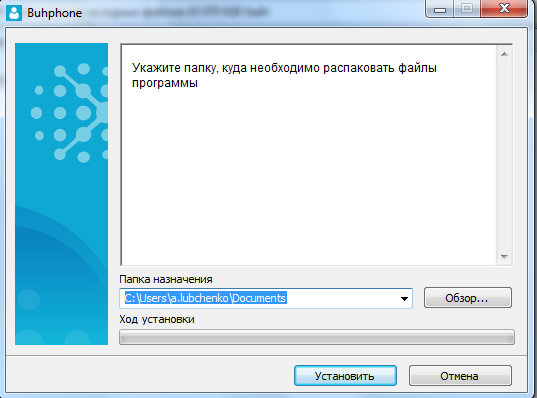 Buhphone
Укажите папку, куда необходимо распаковать файлы
программы
Папка назначения
C:\Users\a.lubchenko\Documents
Обзор...
Ход установки
Установить
Отмена